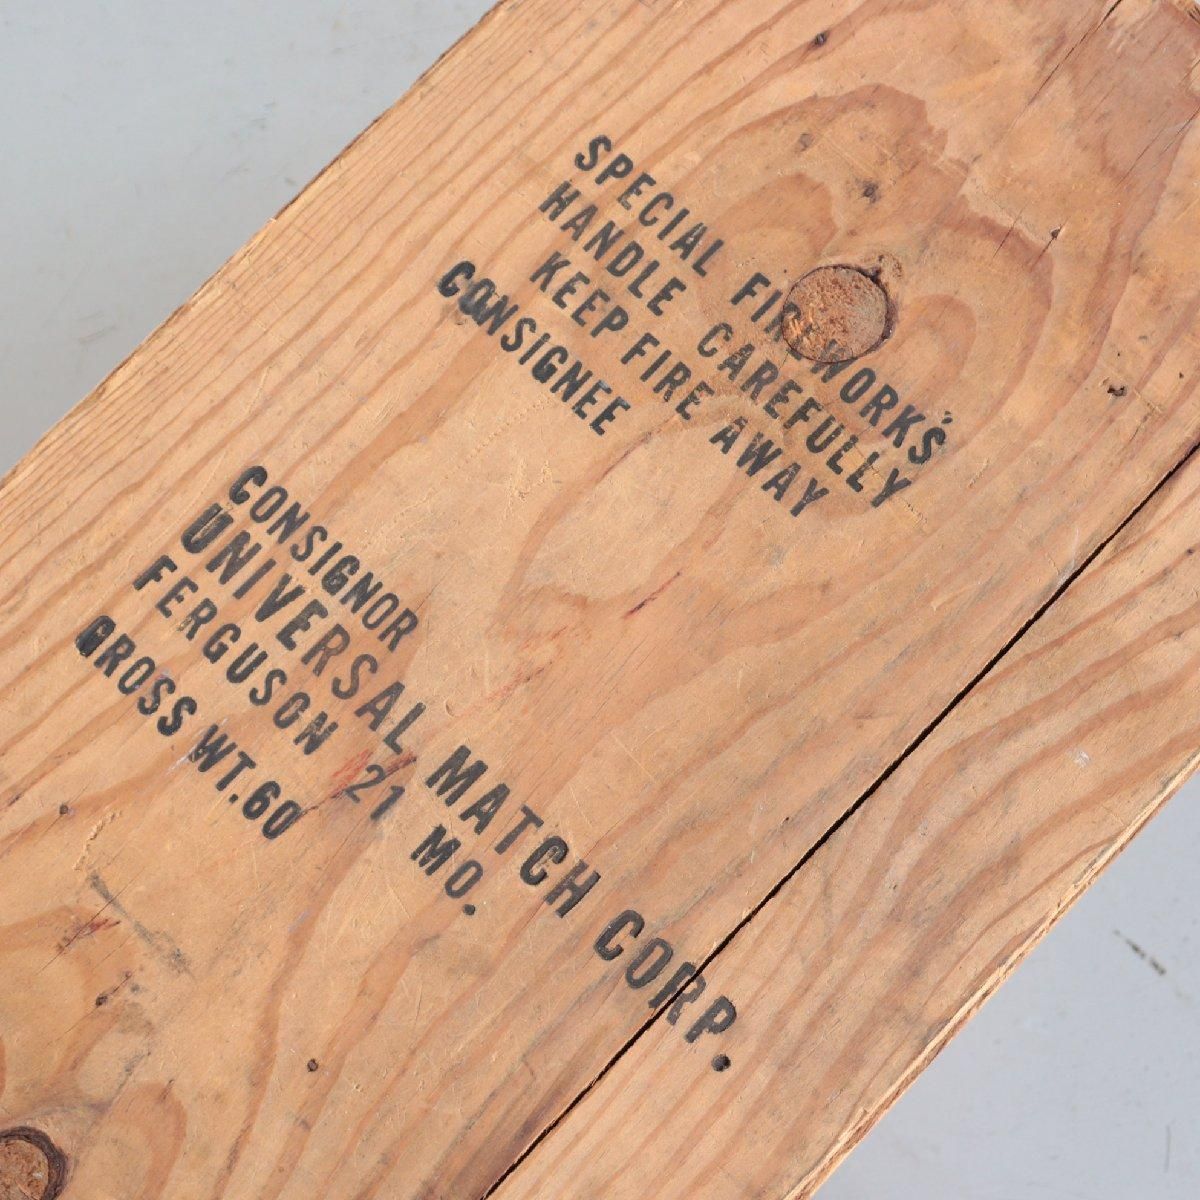 SPECIAL FIREWORKS
HANDLE CAREFULLY
KEEP FIRE AWAY
CONSIGNEE
CONSIGNOR
UNIVERSAL MATCH CORP.
FERGUSON 21 MO.
GROSS WT. 60